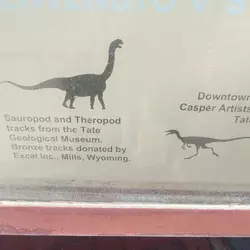 Sauropod and Theropod
tracks from the Tate
Geological Museum.
Bronze tracks donated by
Excel Inc., Mills, Wyoming.
Downtown
Casper Artists
Tat